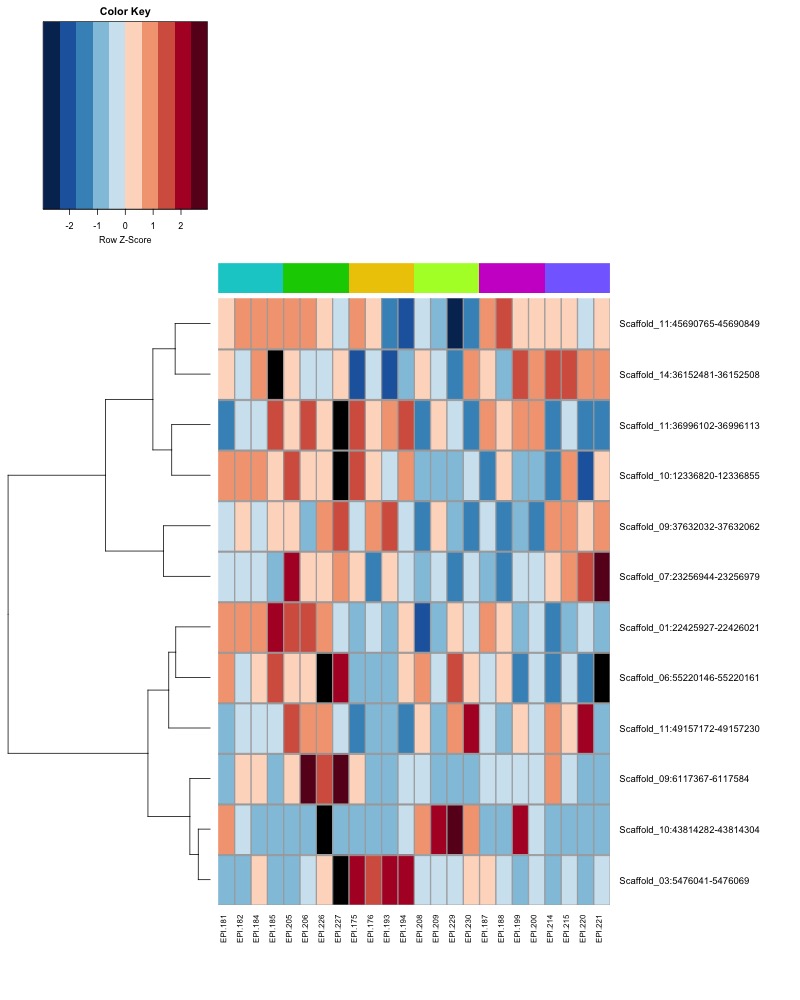 Color Key
-2 -1 0 1 2
Row Z-Score
Scaffold_11:45690765-45690849
Scaffold_14:36152481-36152508
Scaffold_11:36996102-36996113
Scaffold_10:12336820-12336855
Scaffold_09:37632032-37632062
Scaffold_07:23256944-23256979
Scaffold_01:22425927-22426021
Scaffold_06:55220146-55220161
Scaffold_11:49157172-49157230
Scaffold_09:6117367-6117584
Scaffold_10:43814282-43814304
Scaffold_03:5476041-5476069
EPI.181
EPI.182
EPI.184
EPI.185
EPI.205
EPI.206
EPI.226
EPI.227
EPI.175
EPI.176
EPI.193
EPI.194
EPI.208
EPI.209
EPI.229
EPI.230
EPI.187
EPI.188
EPI.199
EPI.200
EPI.214
EPI.215
EPI.220
EPI.221